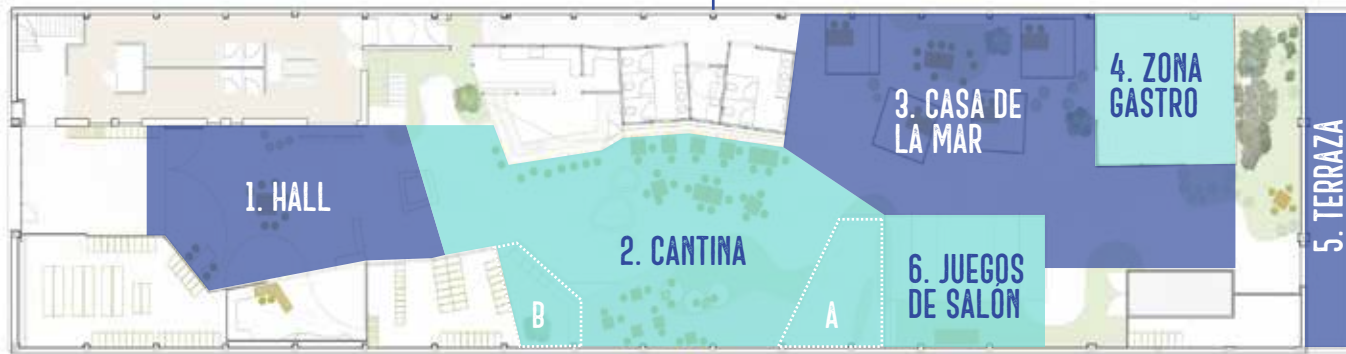 1. HALL
2. CANTINA
B
A
3. CASA DE
LA MAR
4. ZONA
GASTRO
6. JUEGOS
DE SALÓN
5. TERRAZA